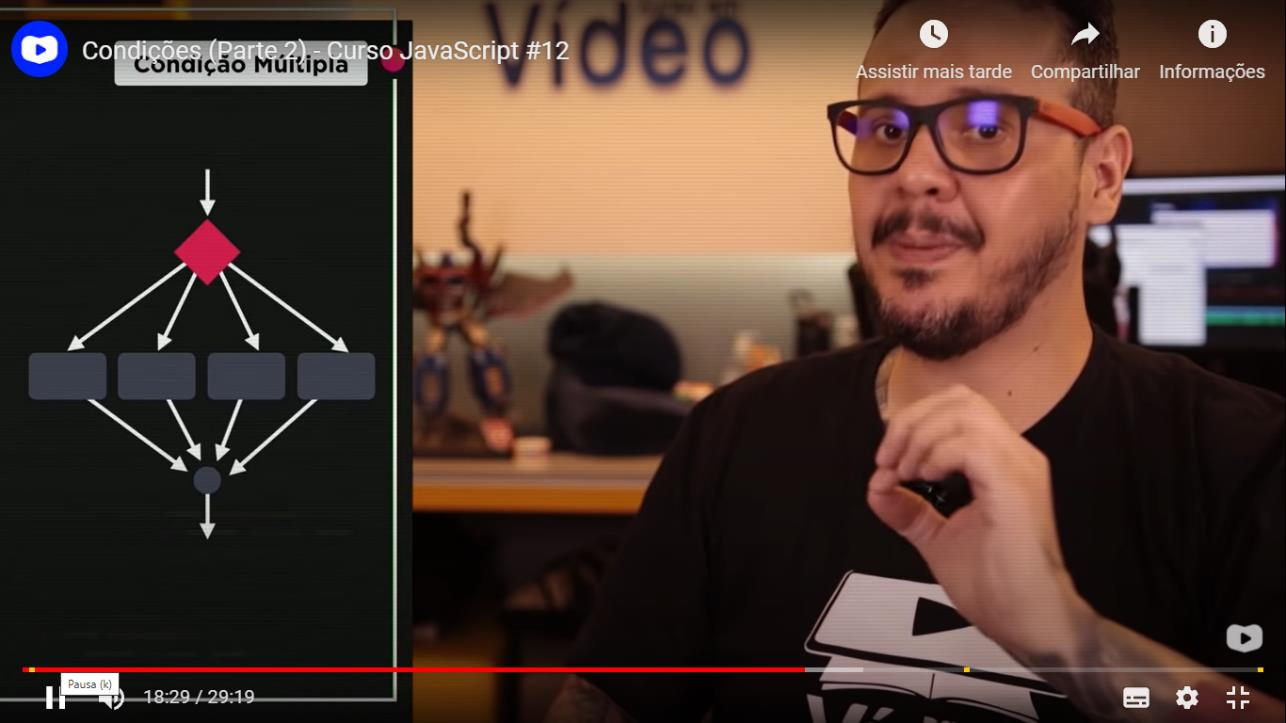 Vídeo
Condições (Parte 2) - Curso JavaScript #12
Condição Múltipla
Assistir mais tarde
Compartilhar
Informações
Pausa (k)
18:29 / 29:19